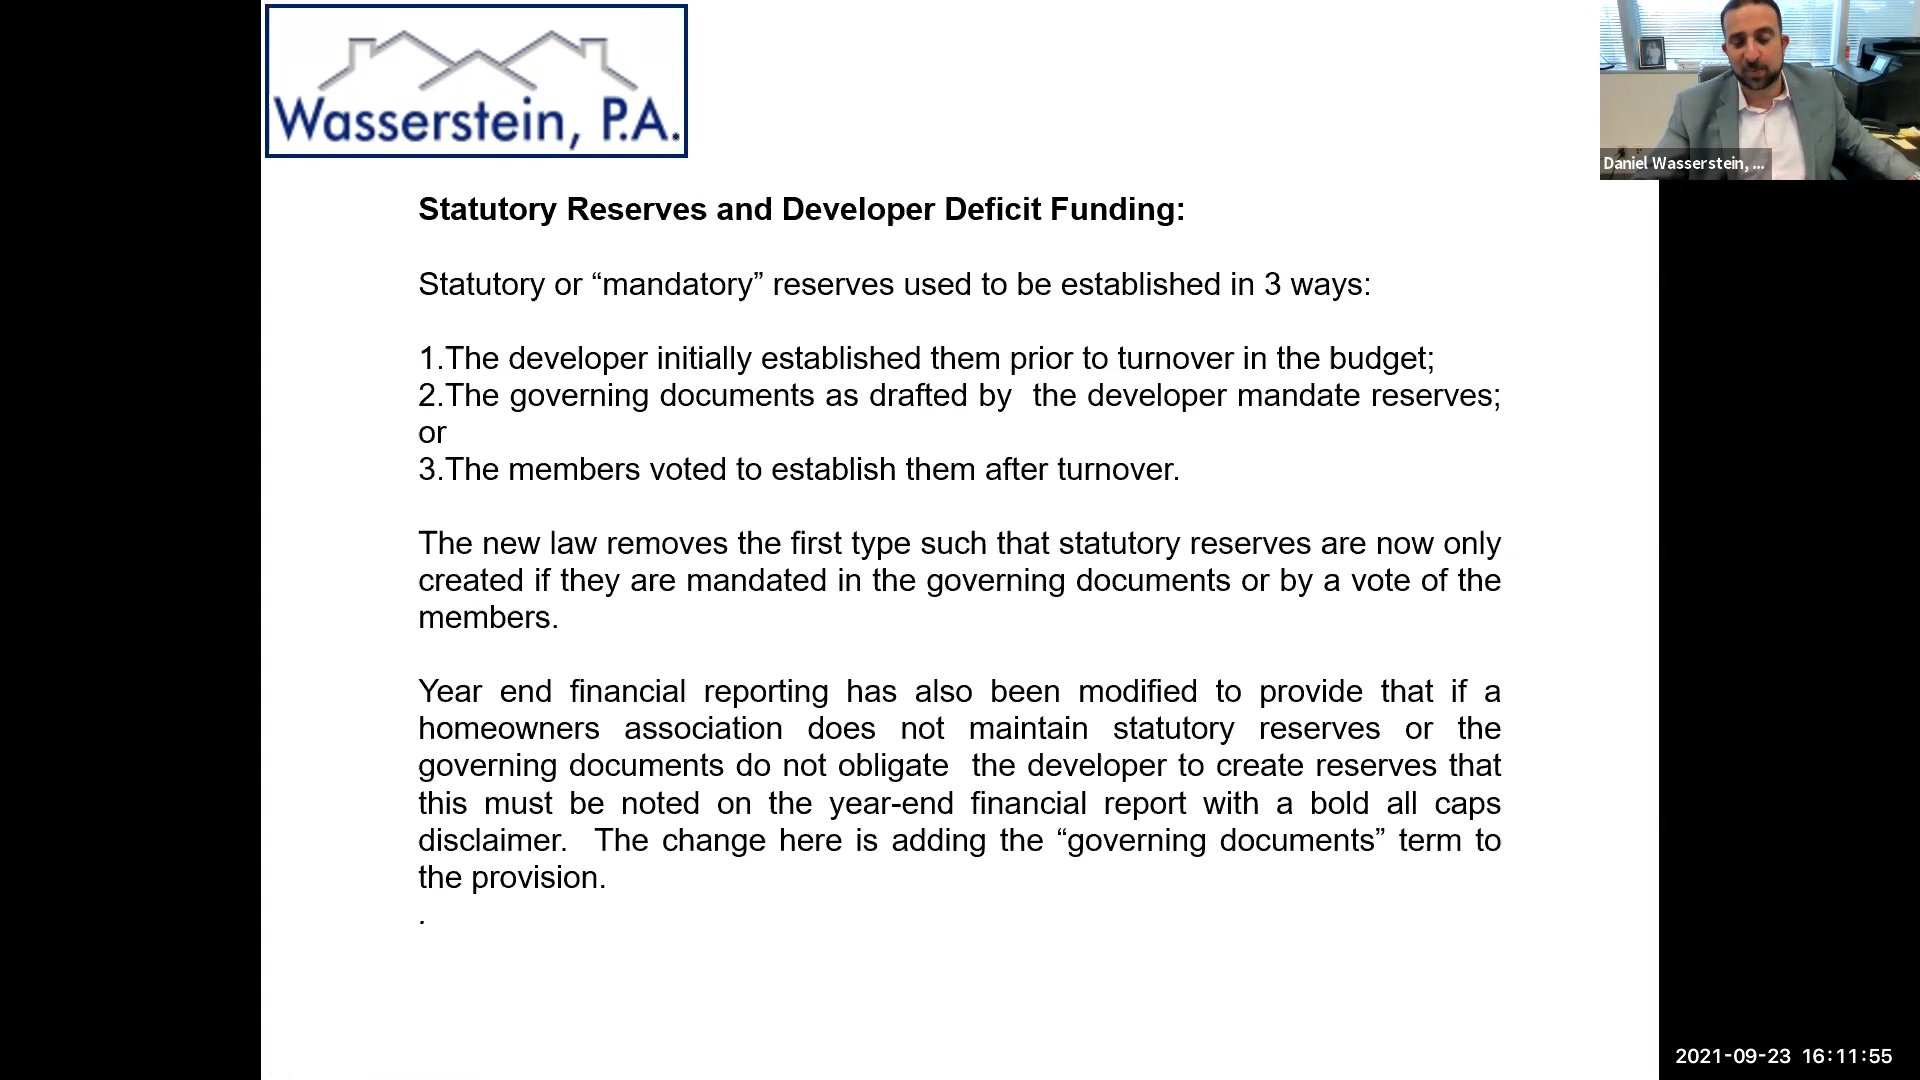 Wasserstein, P.A.
Daniel Wasserstein, ...
Statutory Reserves and Developer Deficit Funding:
Statutory or “mandatory” reserves used to be established in 3 ways:
1.The developer initially established them prior to turnover in the budget;
2.The governing documents as drafted by  the developer mandate reserves;
or
3.The members voted to establish them after turnover.
The new law removes the first type such that statutory reserves are now only
created if they are mandated in the governing documents or by a vote of the
members.
Year end financial reporting has also been modified to provide that if a
homeowners association does not maintain statutory reserves or the
governing documents do not obligate  the developer to create reserves that
this must be noted on the year-end financial report with a bold all caps
disclaimer.  The change here is adding the “governing documents” term to
the provision.
.
2021-09-23 16:11:55